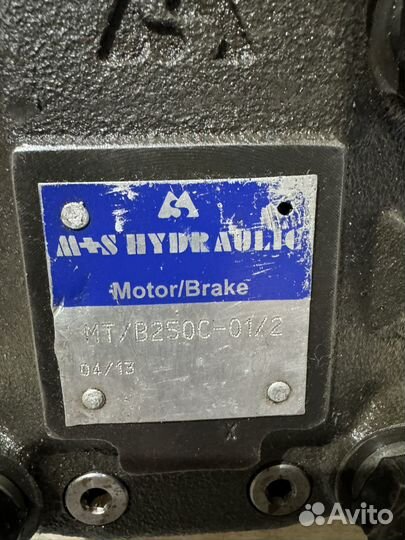 M+S HYDRAULIC
Motor/Brake
MT/B250C-01/2
04/13
X
Avito